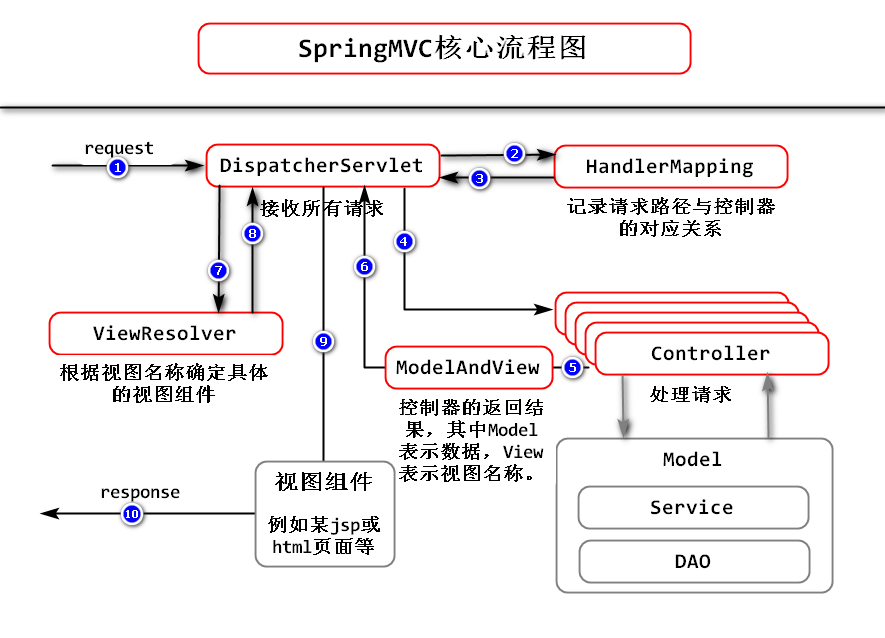 SpringMVC核心流程图
request
1
DispatcherServlet
2
3
HandlerMapping
接收所有请求
记录请求路径与控制器
的对应关系
8
4
7
6
ViewResolver
9
根据视图名称确定具体
的视图组件
ModelAndView
5
Controller
控制器的返回结
果，其中Model
表示数据，View
表示视图名称。
处理请求
Model
Service
DAO
视图组件
例如某jsp或
html页面等
response
10